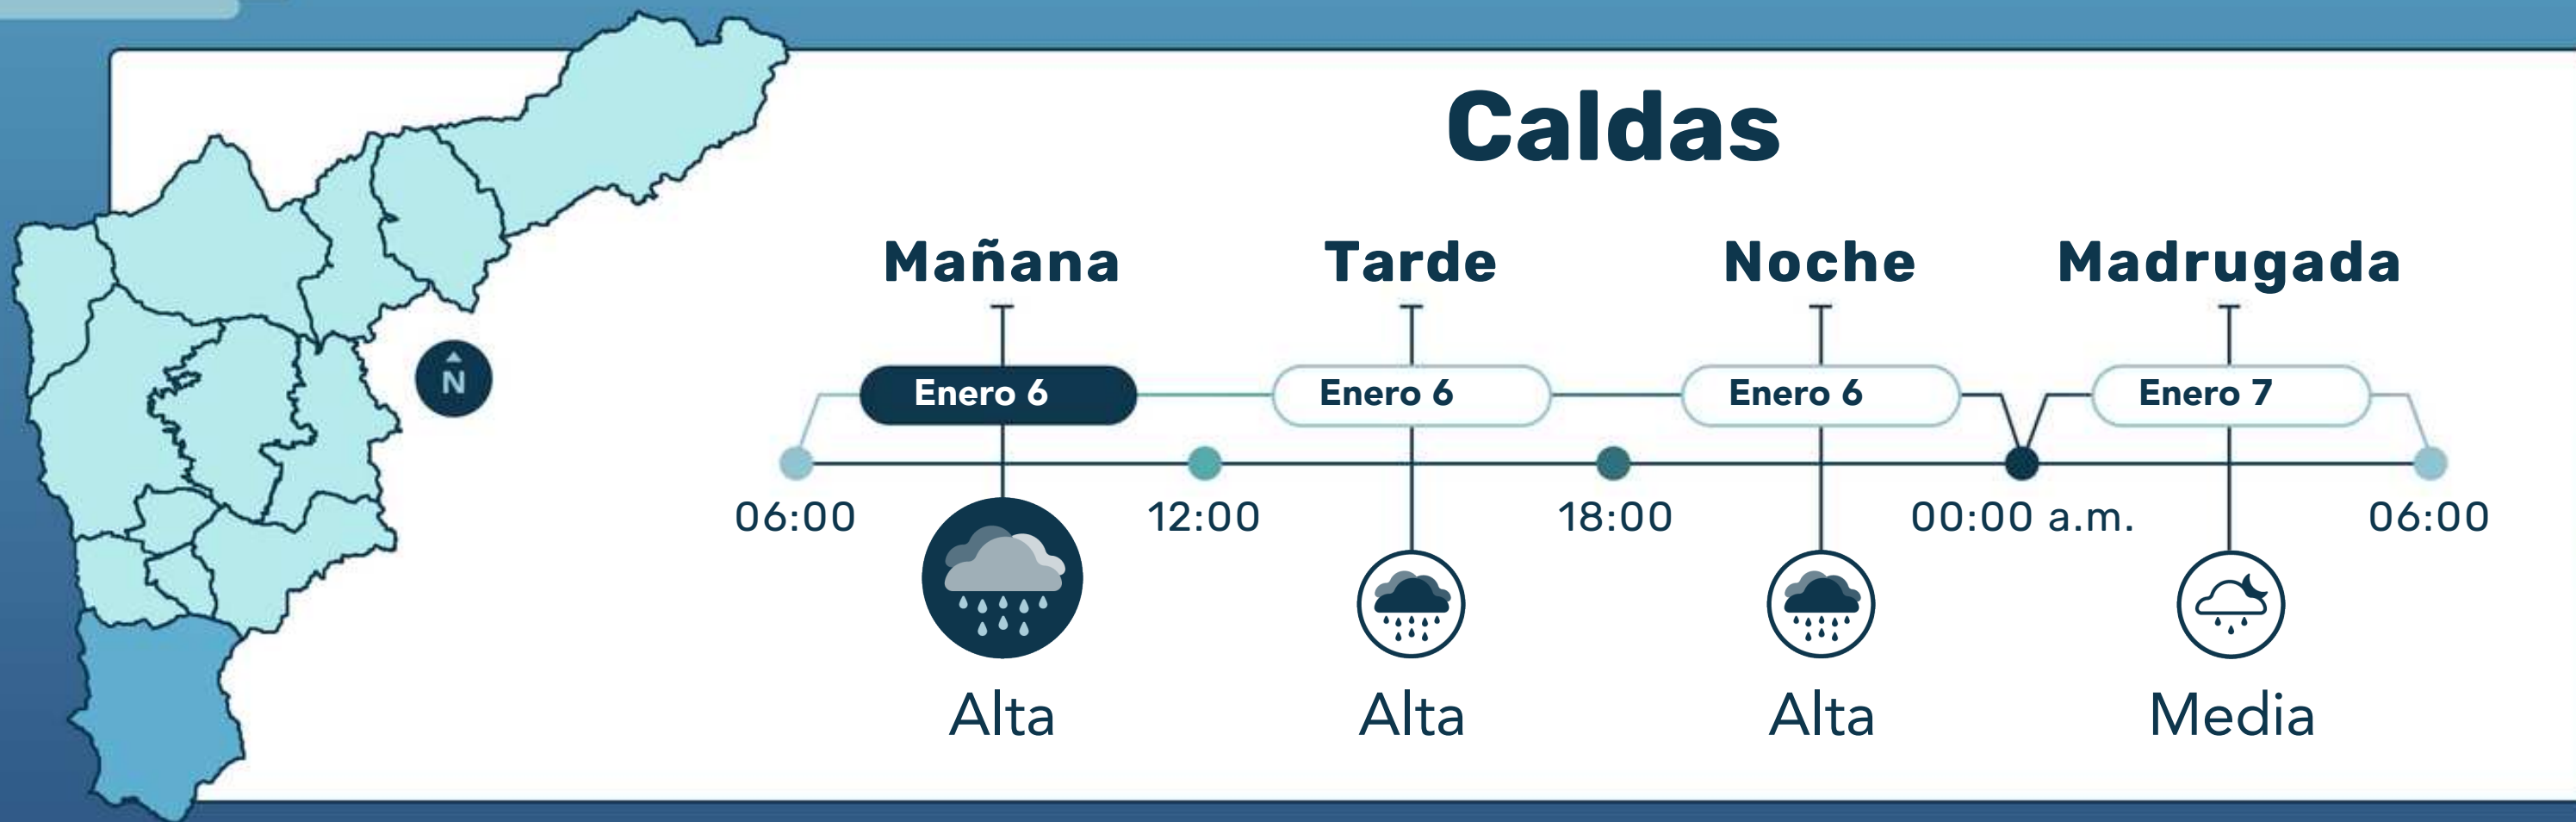 Caldas
Mañana Tarde Noche Madrugada
Enero 6 Enero 6 Enero 6 Enero 7
N
06:00 12:00 18:00 00:00 a.m. 06:00
Alta Alta Alta Media